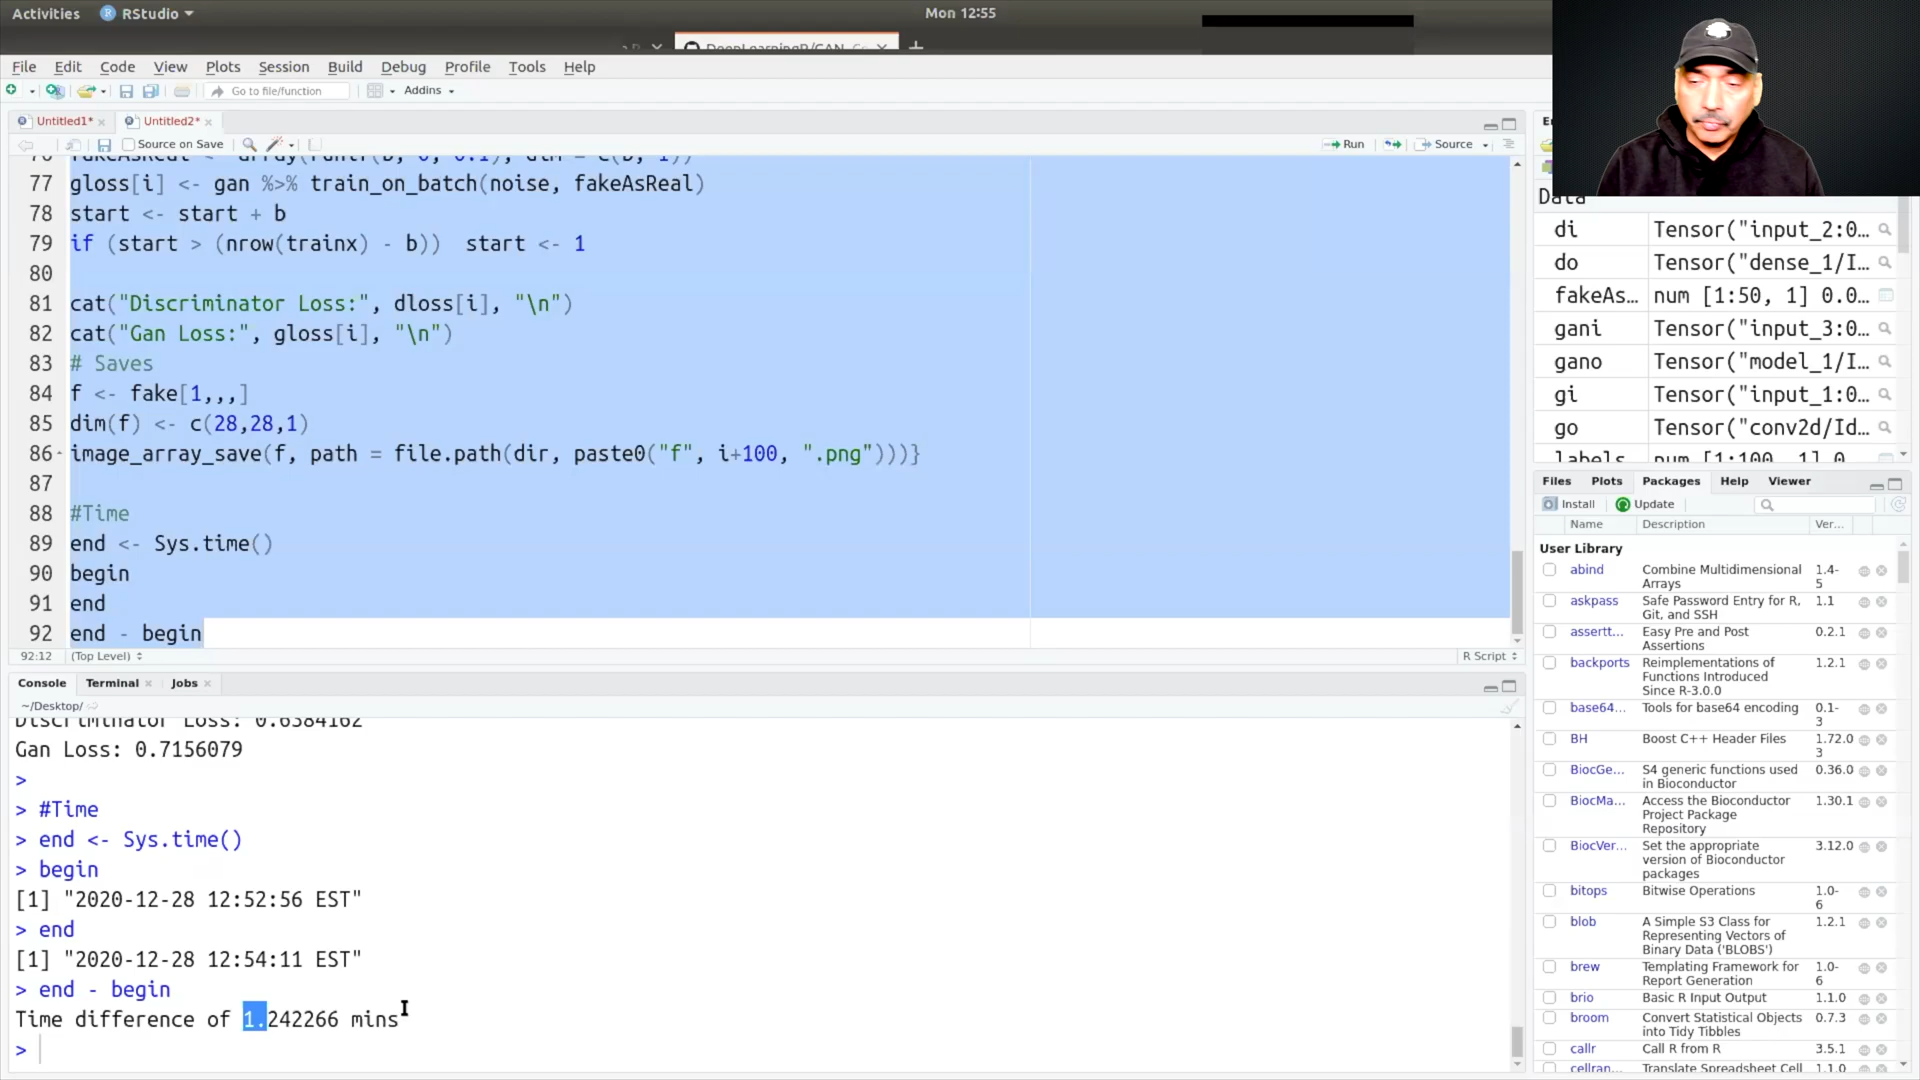 Activities RStudio Mon 12:55
DeepLearningR/GAN
File Edit Code View Plots Session Build Debug Profile Tools Help
Go to file/function Addins
Untitled1* Untitled2*
Source on Save Run Source
77 gloss[i] <- gan %>% train_on_batch(noise, fakeAsReal)
78 start <- start + b
79 if (start > (nrow(trainx) - b))  start <- 1
80
81 cat("Discriminator Loss:", dloss[i], "\n")
82 cat("Gan Loss:", gloss[i], "\n")
83 # Saves
84 f <- fake[1,,,]
85 dim(f) <- c(28,28,1)
86 image_array_save(f, path = file.path(dir, paste0("f", i+100, ".png")))}
87
88 #Time
89 end <- Sys.time()
90 begin
91 end
92 end - begin
92:12 (Top Level) R Script
Console Terminal Jobs
~/Desktop/
Discriminator Loss: 0.6384162
Gan Loss: 0.7156079
>
> #Time
> end <- Sys.time()
> begin
[1] "2020-12-28 12:52:56 EST"
> end
[1] "2020-12-28 12:54:11 EST"
> end - begin
Time difference of 1.242266 mins
>
Data
di Tensor("input_2:0…
do Tensor("dense_1/I…
fakeAs… num [1:50, 1] 0.0…
gani Tensor("input_3:0…
gano Tensor("model_1/I…
gi Tensor("input_1:0…
go Tensor("conv2d/Id…
labels num [1:100, 1] 0
Files Plots Packages Help Viewer
Install Update
Name Description Ver...
User Library
abind Combine Multidimensional 1.4-
Arrays 5
askpass Safe Password Entry for R, 1.1
Git, and SSH
assertt... Easy Pre and Post 0.2.1
Assertions
backports Reimplementations of 1.2.1
Functions Introduced
Since R-3.0.0
base64... Tools for base64 encoding 0.1-
3
BH Boost C++ Header Files 1.72.0
3
BiocGe... S4 generic functions used 0.36.0
in Bioconductor
BiocMa... Access the Bioconductor 1.30.1
Project Package
Repository
BiocVer... Set the appropriate 3.12.0
version of Bioconductor
packages
bitops Bitwise Operations 1.0-
6
blob A Simple S3 Class for 1.2.1
Representing Vectors of
Binary Data ('BLOBS')
brew Templating Framework for 1.0-
Report Generation 6
brio Basic R Input Output 1.1.0
broom Convert Statistical Objects 0.7.3
into Tidy Tibbles
callr Call R from R 3.5.1
cellran... Translate Spreadsheet Cell 1.1.0